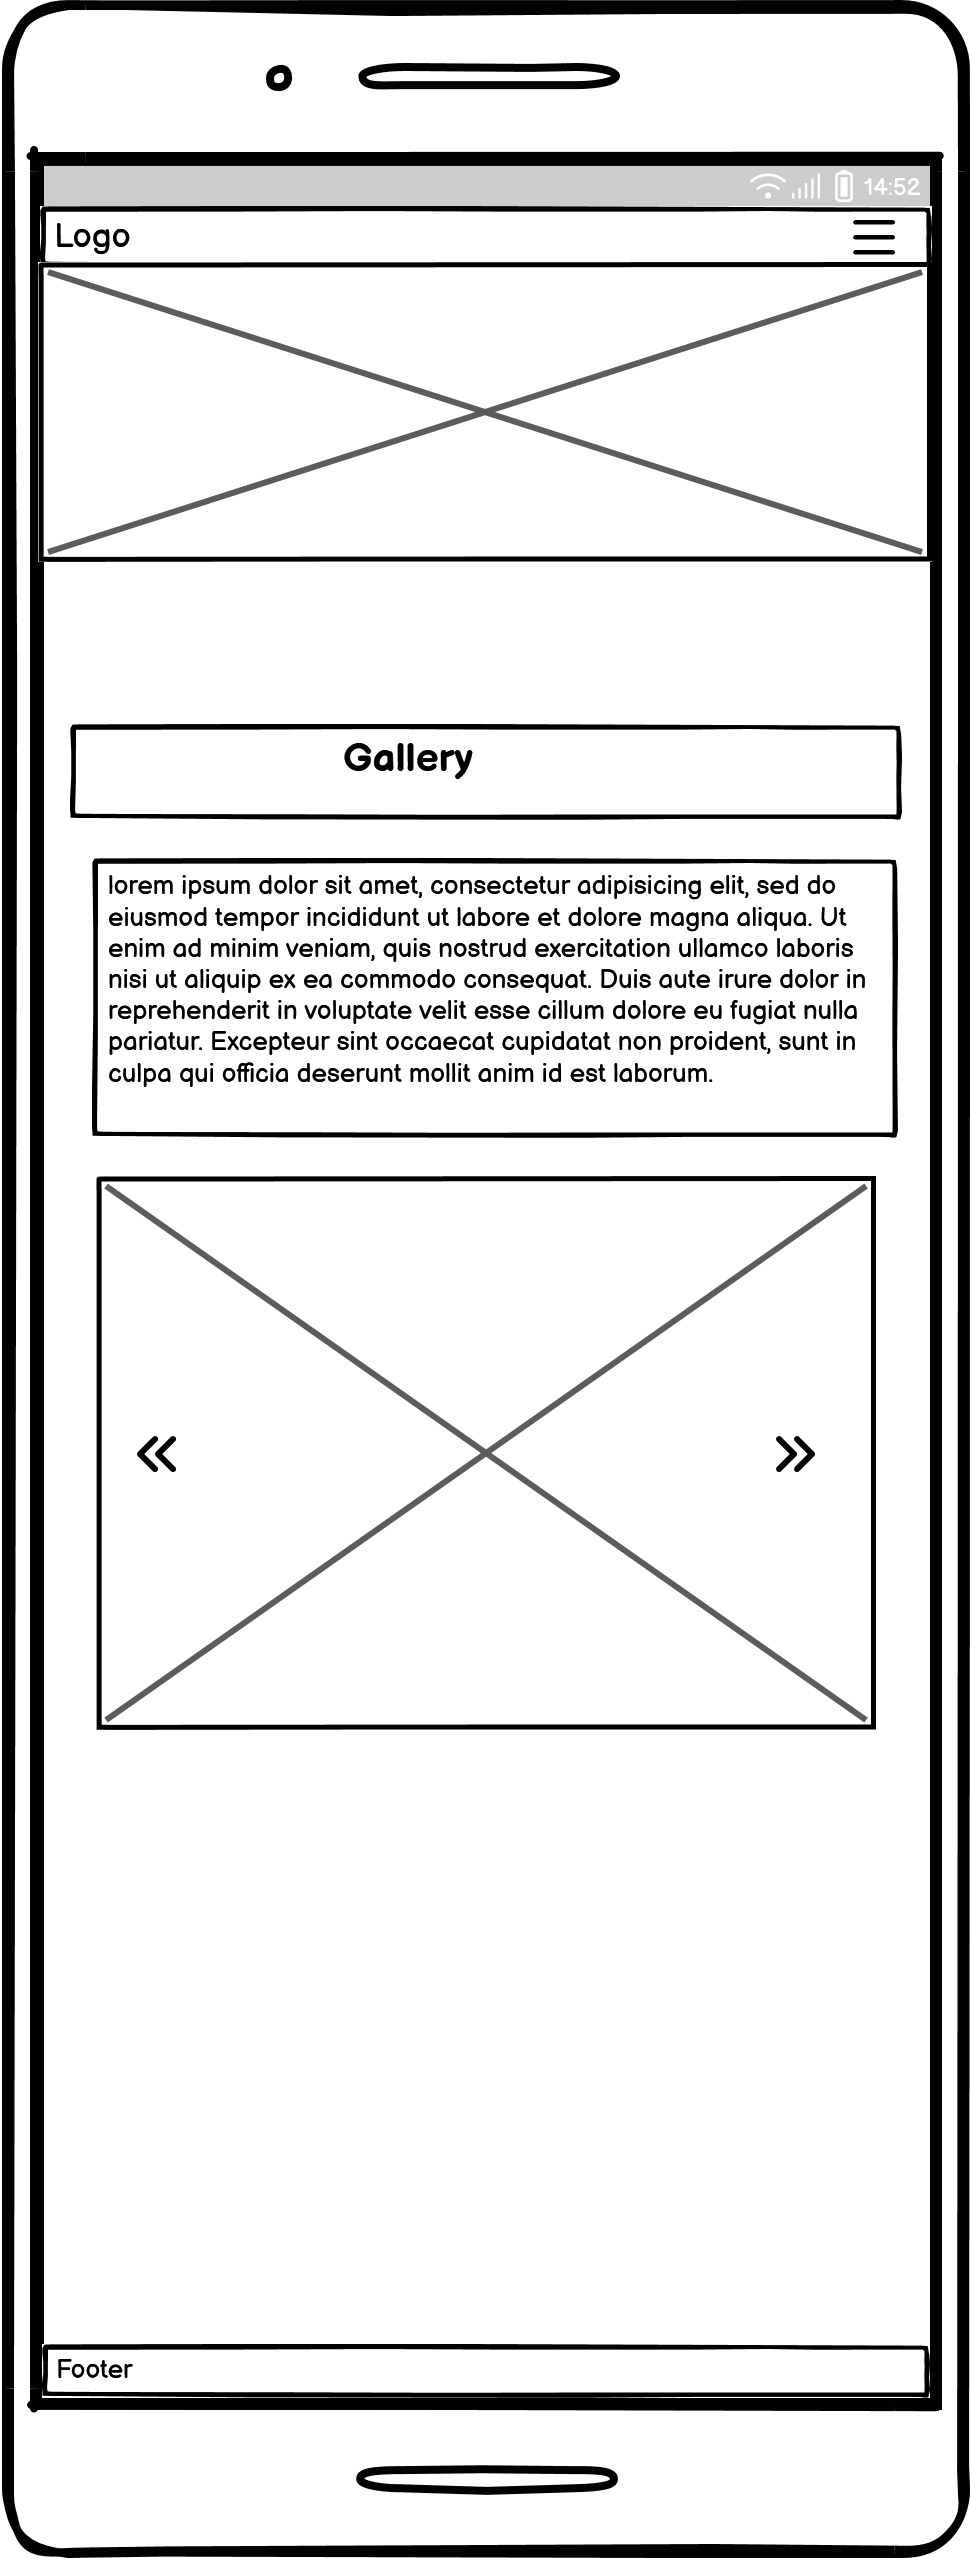 14:52
Logo
Gallery
lorem ipsum dolor sit amet, consectetur adipisicing elit, sed do
eiusmod tempor incididunt ut labore et dolore magna aliqua. Ut
enim ad minim veniam, quis nostrud exercitation ullamco laboris
nisi ut aliquip ex ea commodo consequat. Duis aute irure dolor in
reprehenderit in voluptate velit esse cillum dolore eu fugiat nulla
pariatur. Excepteur sint occaecat cupidatat non proident, sunt in
culpa qui officia deserunt mollit anim id est laborum.
Footer